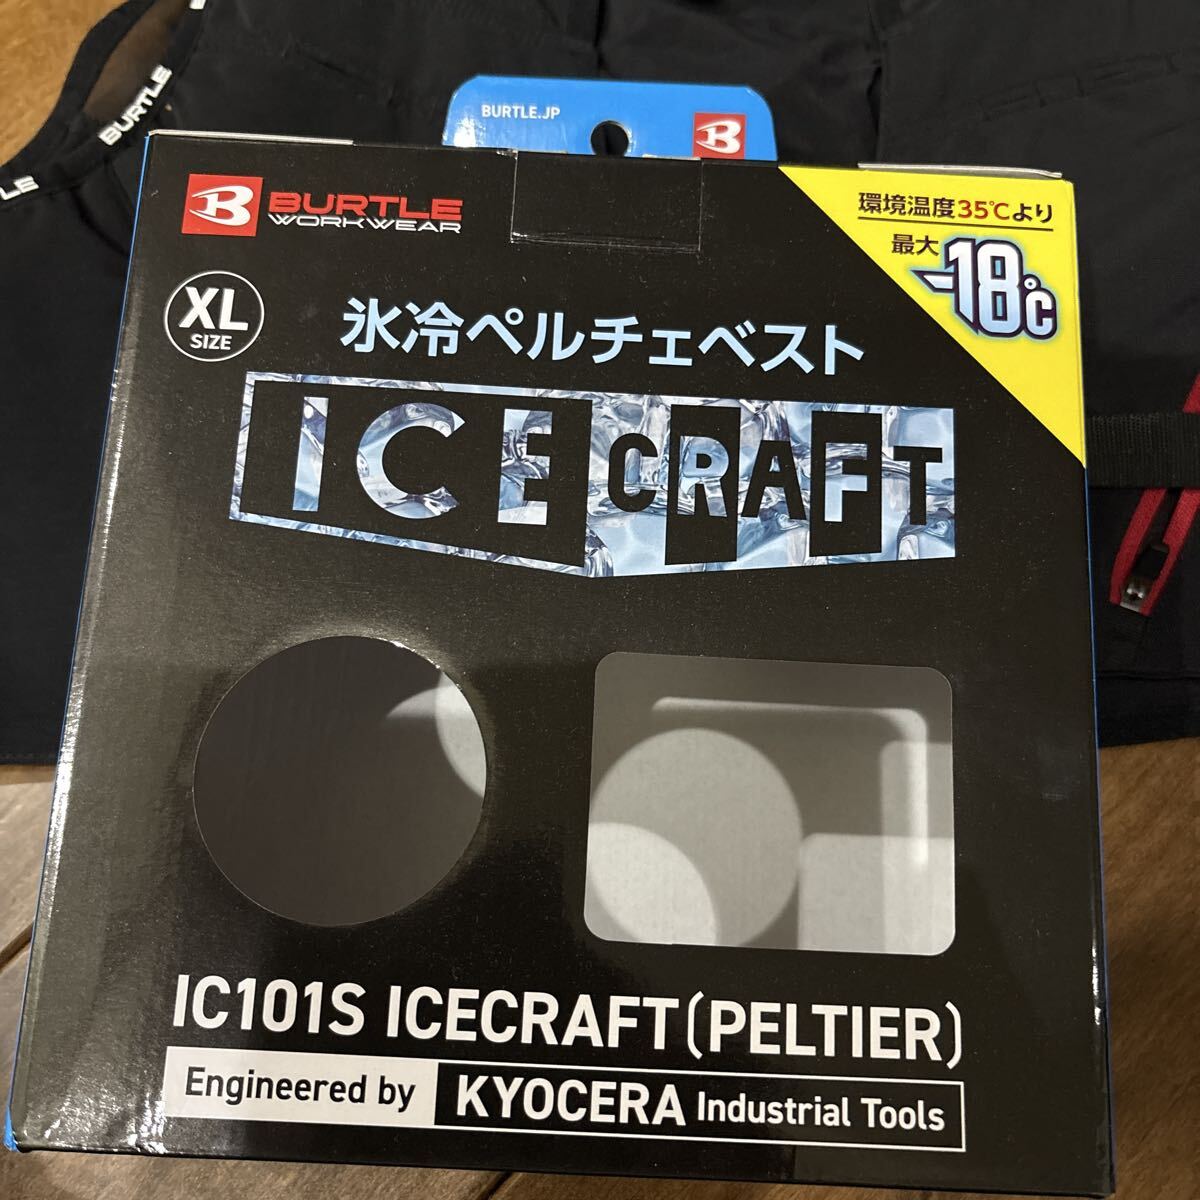 BURTLE
LE
BURTLE.JP
B
B BURTLE
WORKWEAR
環境温度35℃より
最大
-18℃
XL
SIZE
氷冷ペルチェベスト
ICE CRAFT
IC101S ICECRAFT(PELTIER)
Engineered by KYOCERA Industrial Tools